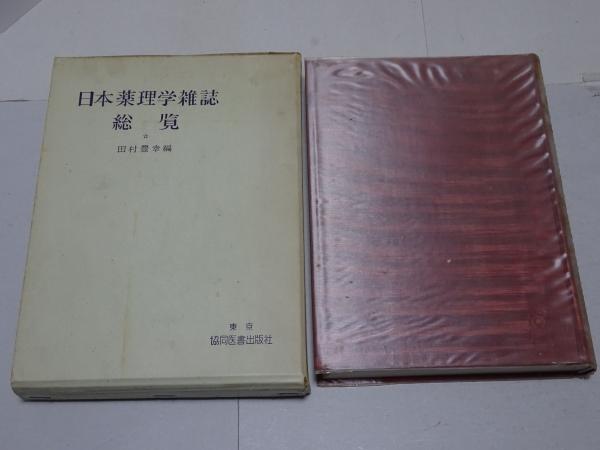 日本薬理学雑誌
総覧
☆
田村豊幸編
東京
協同医書出版社